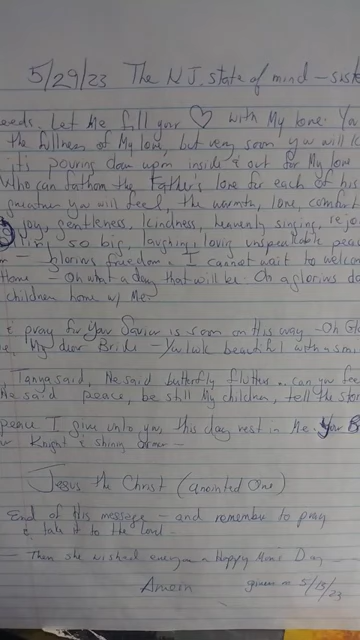 5/29/23 The N.J. state of mind - siste
eeds. Let Me fill your ♡ with My love. You
the fullness of My love, but very soon you will k
it's pouring down upon inside & out for My love
Who can fathom the Father's love for each of his
greater you will feel, the warmth, love, comfort
joy, gentleness, kindness, heavenly singing, rejo
so big, laughing, loving unspeakable peac
glorious freedom. I cannot wait to welcom
Home - Oh what a day that will be. Oh a glorious da
children home w/ Me
& pray for your Savior is soon on this way - Oh Glo
My dear Bride - You look beautiful with a smi
Tanya said, He said butterfly flutters.. can you fee
He said peace, be still My children, tell the stor
peace I give unto you, this day rest in Me. Your B
ur Knight & shining armor -
Jesus the Christ (anointed One)
End of this message - and remember to pray
& take it to the Lord -
- Then she wished everyone a Happy Mom's Day -
Amein given on 5/15/23